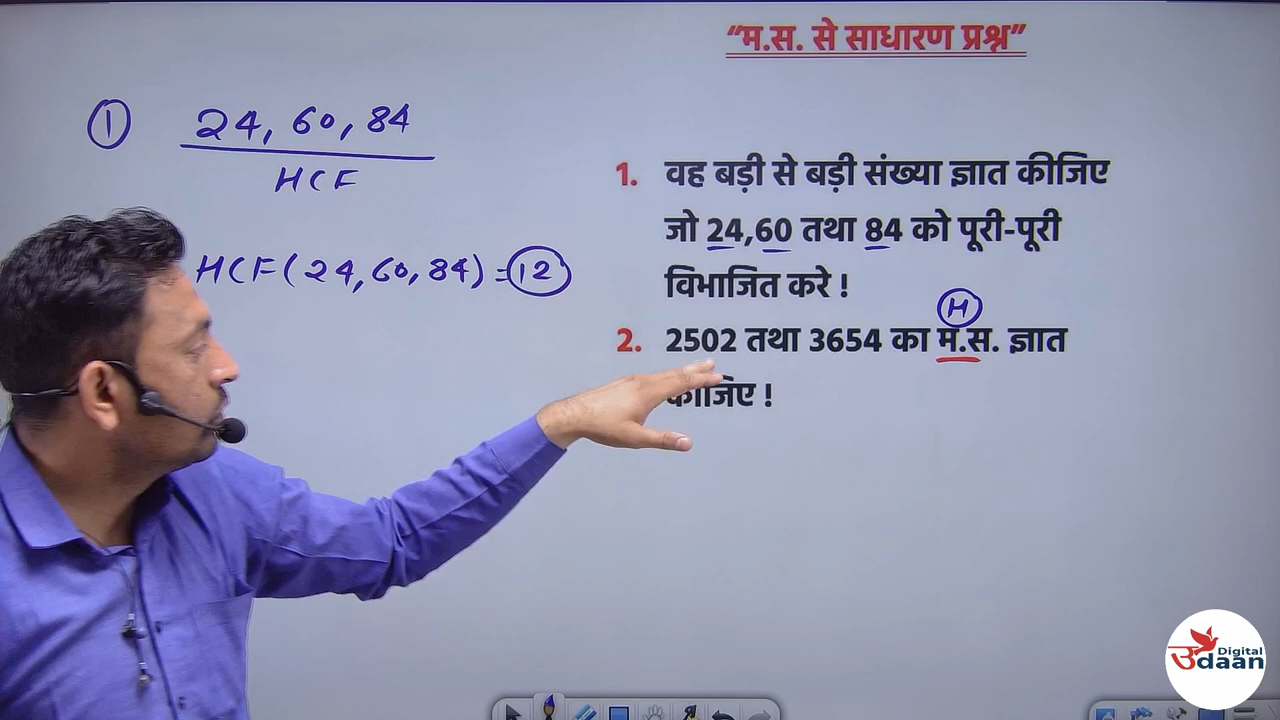 “म.स. से साधारण प्रश्न”
① 24, 60, 84
HCF
HCF(24, 60, 84) = 12
1. वह बड़ी से बड़ी संख्या ज्ञात कीजिए
जो 24,60 तथा 84 को पूरी-पूरी
विभाजित करे !
H
2. 2502 तथा 3654 का म.स. ज्ञात
कीजिए !
Digital
उdaan